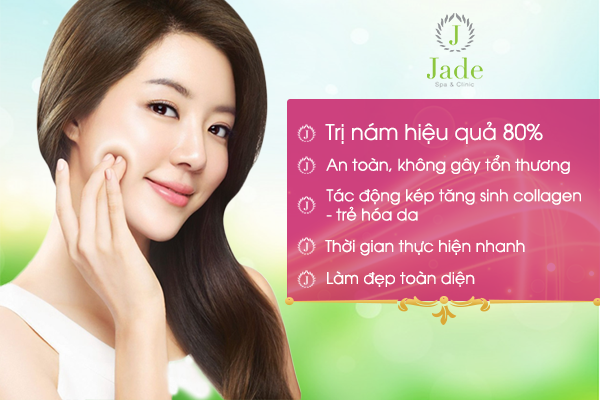 J
Jade
Spa & Clinic
J Trị nám hiệu quả 80%
J An toàn, không gây tổn thương
J Tác động kép tăng sinh collagen
- trẻ hóa da
J Thời gian thực hiện nhanh
J Làm đẹp toàn diện